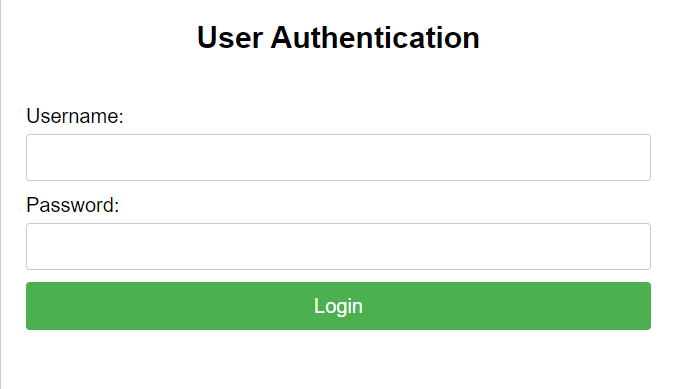 User Authentication
Username:
Password:
Login